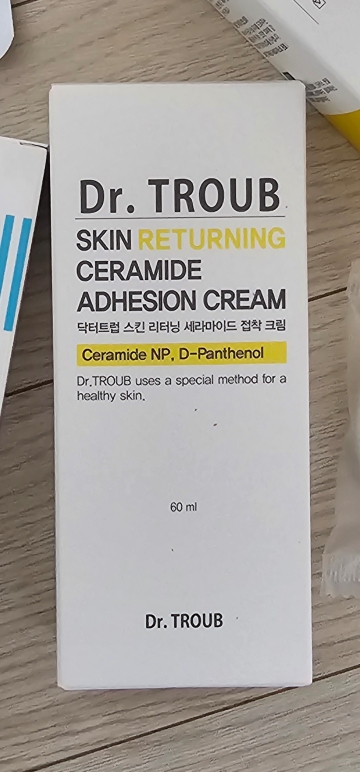 Dr. TROUB
SKIN RETURNING
CERAMIDE
ADHESION CREAM
닥터트럽 스킨 리터닝 세라마이드 접착 크림
Ceramide NP, D-Panthenol
Dr.TROUB uses a special method for a
healthy skin.
60 ml
Dr. TROUB